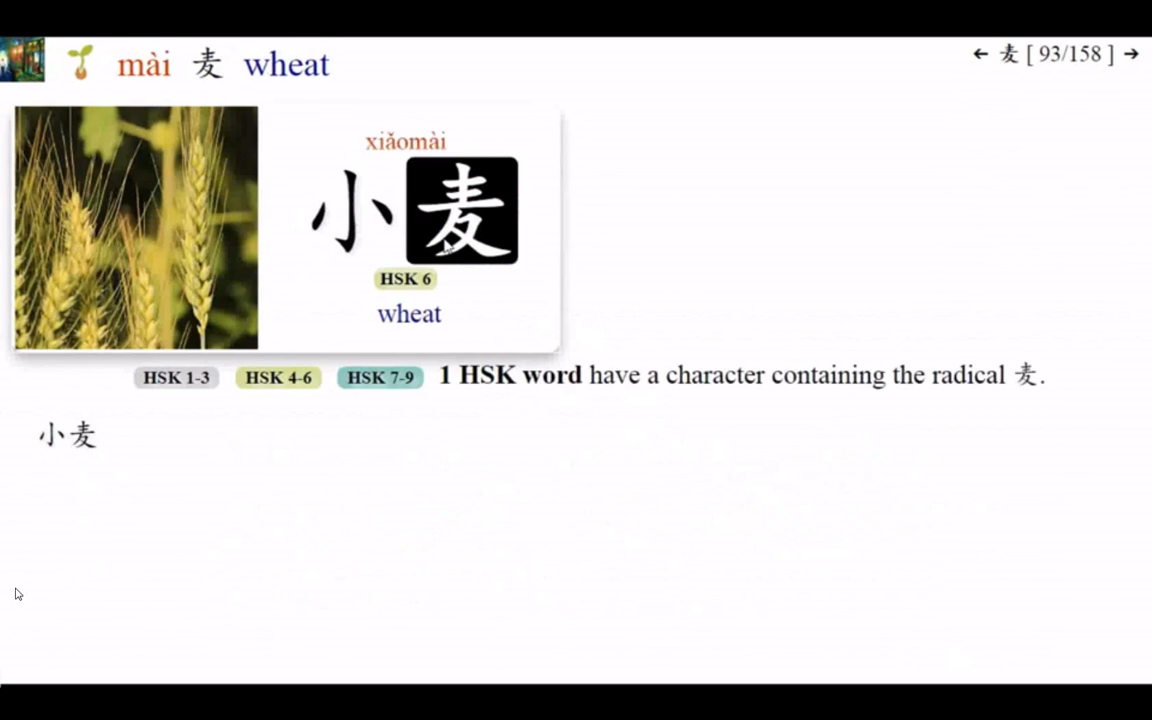 mài 麦 wheat
← 麦 [ 93/158 ] →
xiǎomài
小麦
HSK 6
wheat
HSK 1-3 HSK 4-6 HSK 7-9 1 HSK word have a character containing the radical 麦.
小麦